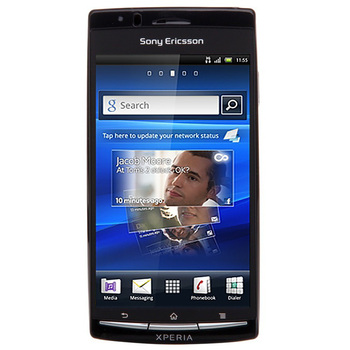 Sony Ericsson
11:55
g Search
Tap here to update your network status
Jacob Moore
10 minutes ago
Media Messaging Phonebook Dialer
XPERIA